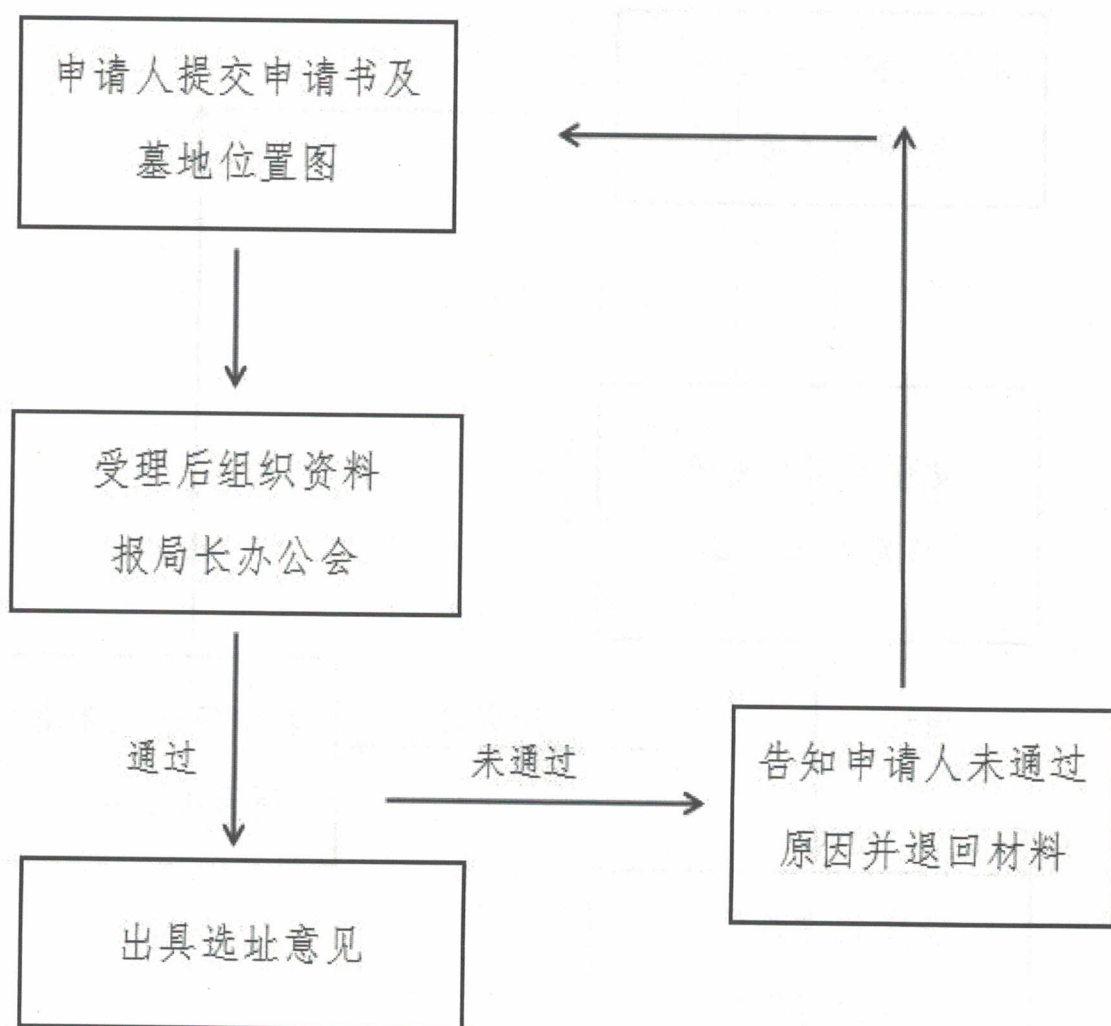 申请人提交申请书及
墓地位置图
受理后组织资料
报局长办公会
通过
未通过
告知申请人未通过
原因并退回材料
出具选址意见